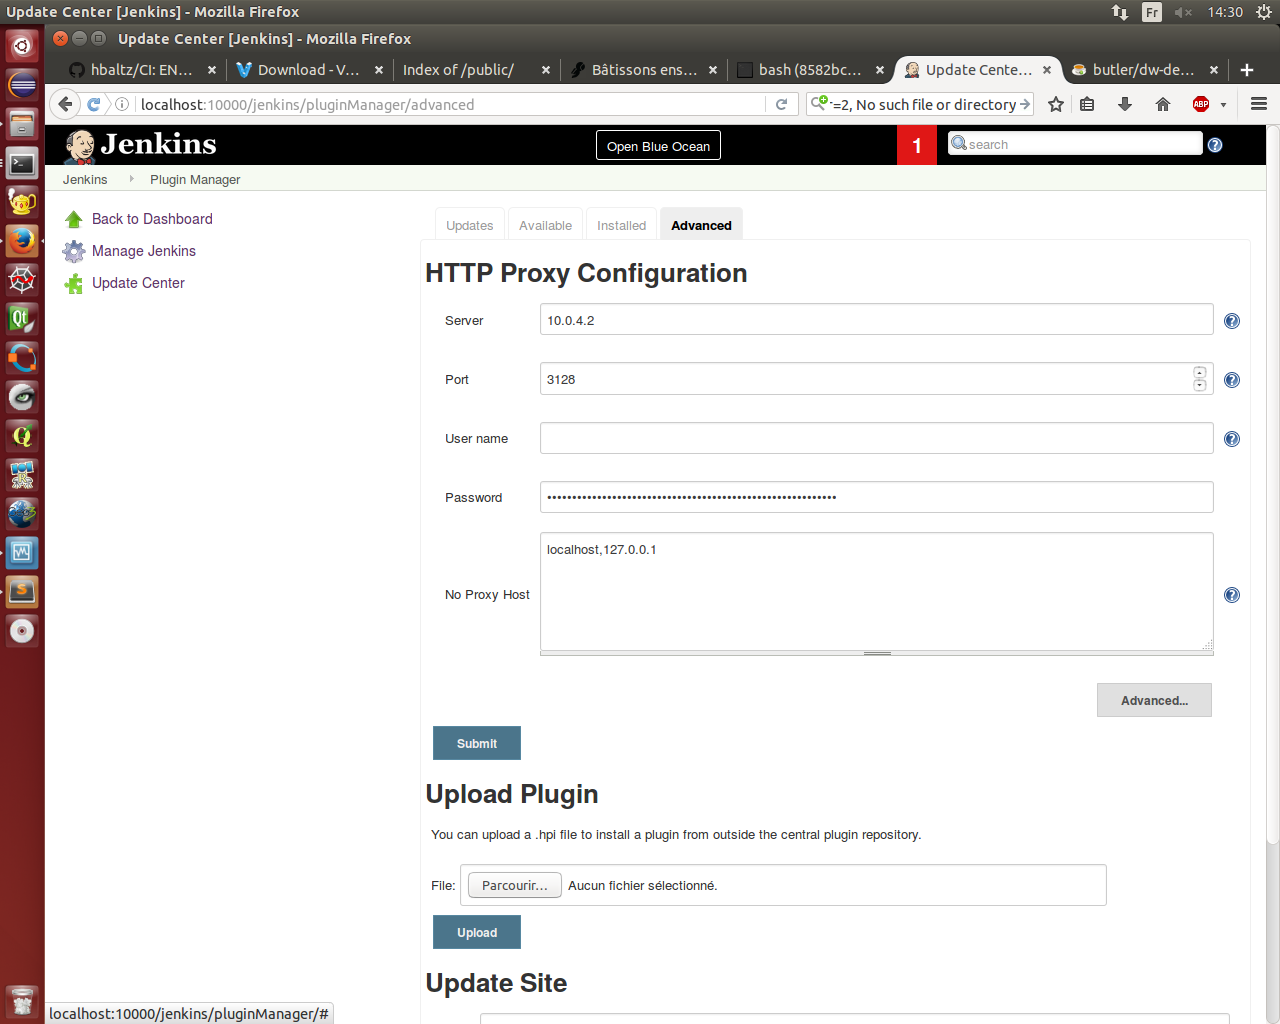 Update Center [Jenkins] - Mozilla Firefox
Fr
14:30
Update Center [Jenkins] - Mozilla Firefox
hbaltz/CI: EN...
Download - V...
Index of /public/
Bâtissons ens...
bash (8582bc...
Update Cente...
butler/dw-de...
localhost:10000/jenkins/pluginManager/advanced
=2, No such file or directory
ABP
Jenkins
Open Blue Ocean
1
search
Jenkins
Plugin Manager
Back to Dashboard
Manage Jenkins
Update Center
Updates
Available
Installed
Advanced
HTTP Proxy Configuration
Server
10.0.4.2
Port
3128
User name
Password
No Proxy Host
localhost,127.0.0.1
Advanced...
Submit
Upload Plugin
You can upload a .hpi file to install a plugin from outside the central plugin repository.
File:
Parcourir...
Aucun fichier sélectionné.
Upload
Update Site
localhost:10000/jenkins/pluginManager/#